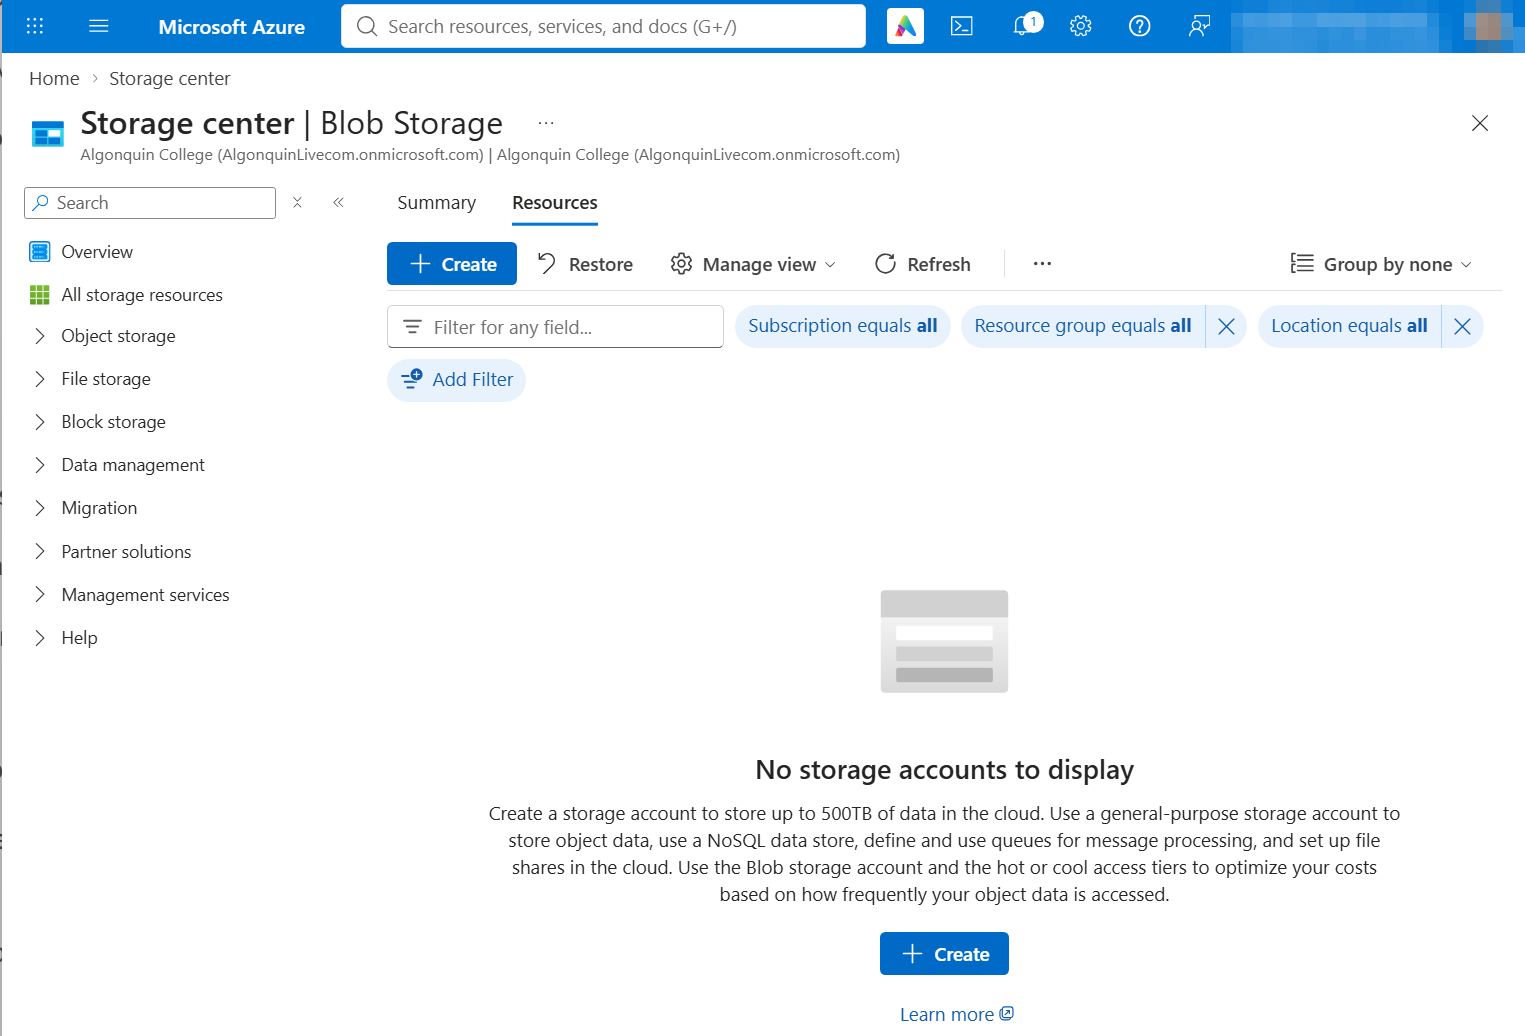 Microsoft Azure
Search resources, services, and docs (G+/)
1
Home > Storage center
Storage center | Blob Storage ...
Algonquin College (AlgonquinLivecom.onmicrosoft.com) | Algonquin College (AlgonquinLivecom.onmicrosoft.com)
Search
Overview
All storage resources
Object storage
File storage
Block storage
Data management
Migration
Partner solutions
Management services
Help
Summary Resources
Create Restore Manage view Refresh ... Group by none
Filter for any field... Subscription equals all Resource group equals all Location equals all
Add Filter
No storage accounts to display
Create a storage account to store up to 500TB of data in the cloud. Use a general-purpose storage account to
store object data, use a NoSQL data store, define and use queues for message processing, and set up file
shares in the cloud. Use the Blob storage account and the hot or cool access tiers to optimize your costs
based on how frequently your object data is accessed.
Create
Learn more